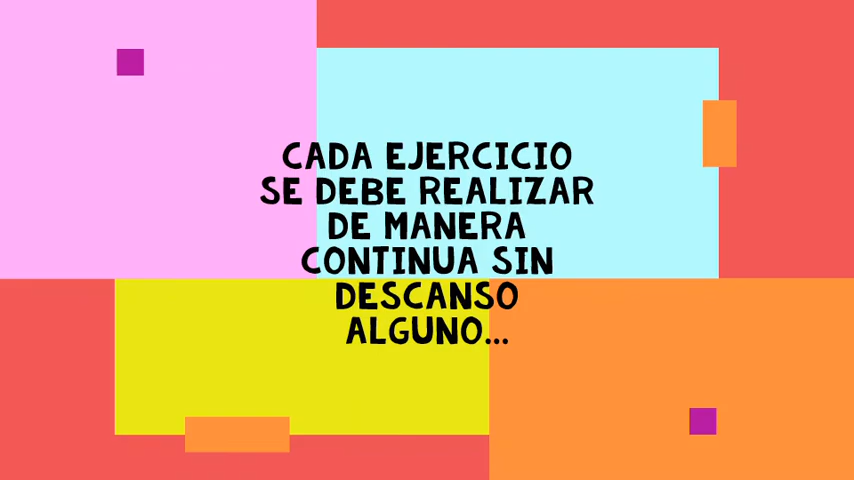 CADA EJERCICIO
SE DEBE REALIZAR
DE MANERA
CONTINUA SIN
DESCANSO
ALGUNO...